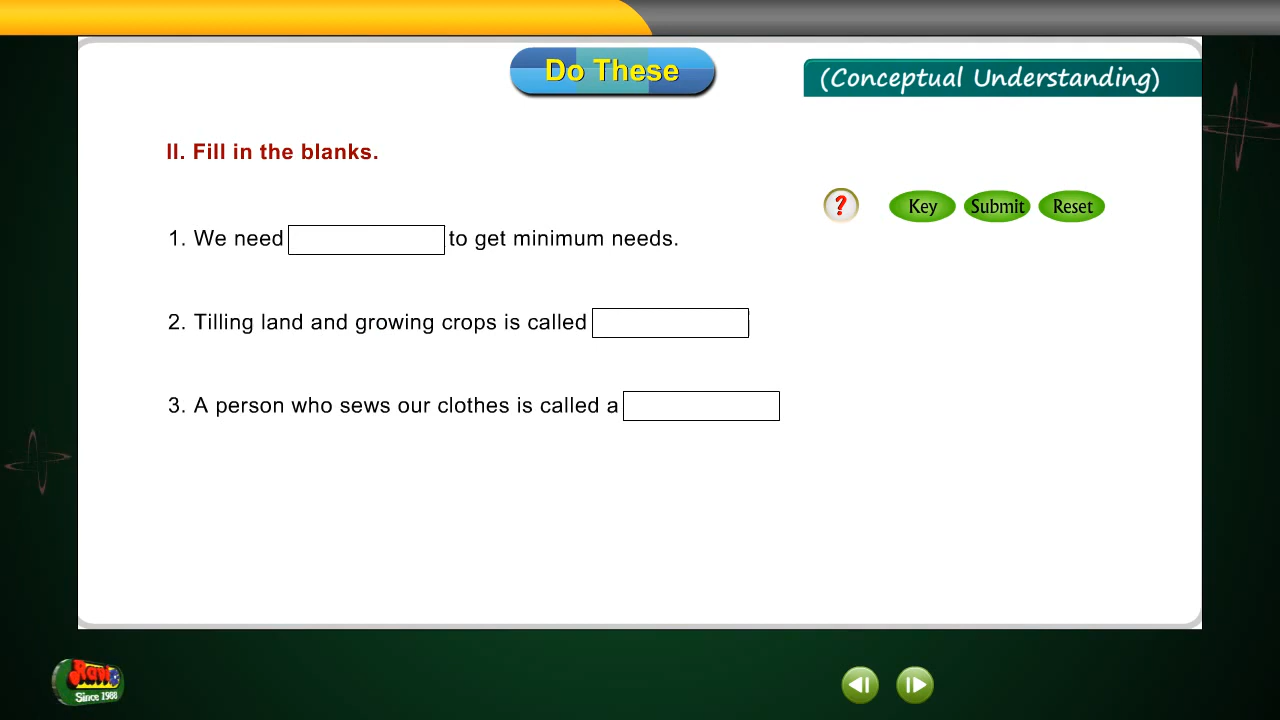 Do These
(Conceptual Understanding)
II. Fill in the blanks.
? Key Submit Reset
1. We need to get minimum needs.
2. Tilling land and growing crops is called
3. A person who sews our clothes is called a
Since 1988